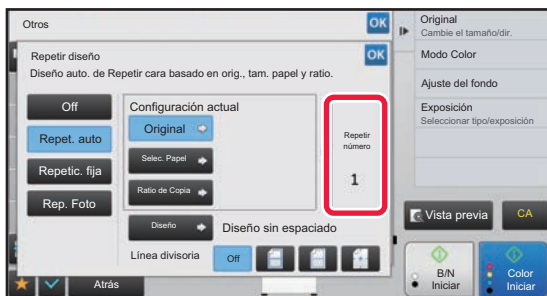 Otros
OK
Repetir diseño
OK
Diseño auto. de Repetir cara basado en orig., tam. papel y ratio.
Off
Repet. auto
Repetic. fija
Rep. Foto
Configuración actual
Original
Selec. Papel
Ratio de Copia
Diseño
Diseño sin espaciado
Línea divisoria
Off
Repetir
número
1
Atrás
Original
Cambie el tamaño/dir.
Modo Color
Ajuste del fondo
Exposición
Seleccionar tipo/exposición
Vista previa
CA
B/N
Iniciar
Color
Iniciar